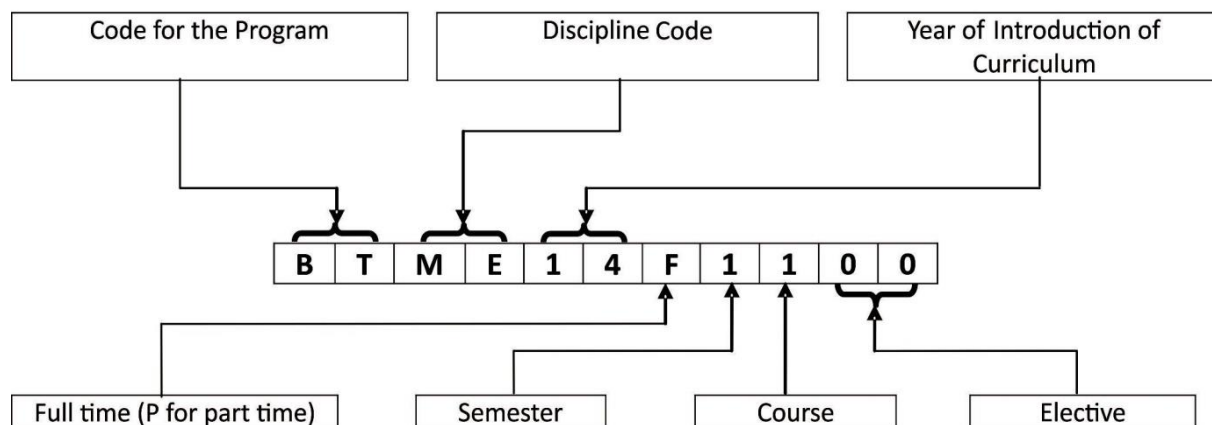 Code for the Program
Discipline Code
Year of Introduction of
Curriculum
B T M E 1 4 F 1 1 0 0
Full time (P for part time)
Semester
Course
Elective